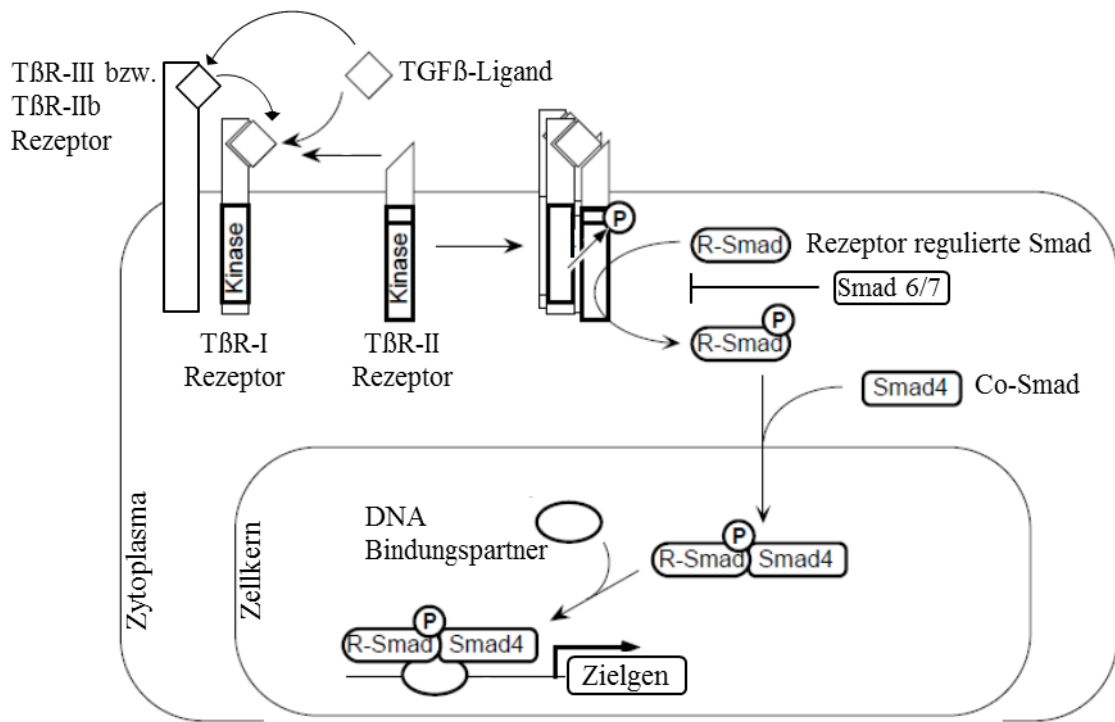 TßR-III bzw.
TßR-IIb
Rezeptor
TGFß-Ligand
Kinase
Kinase
P
R-Smad
Rezeptor regulierte Smad
Smad 6/7
P
R-Smad
TßR-I
Rezeptor
TßR-II
Rezeptor
Smad4
Co-Smad
Zytoplasma
Zellkern
DNA
Bindungspartner
P
R-Smad
Smad4
P
R-Smad
Smad4
Zielgen